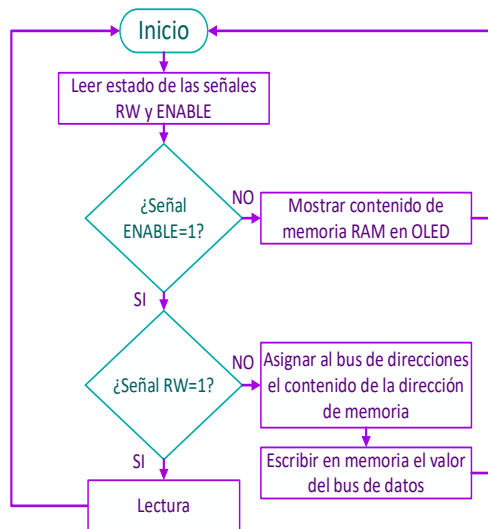 Inicio
Leer estado de las señales
RW y ENABLE
¿Señal
ENABLE=1?
NO
Mostrar contenido de
memoria RAM en OLED
SI
¿Señal RW=1?
NO
Asignar al bus de direcciones
el contenido de la dirección
de memoria
SI
Escribir en memoria el valor
del bus de datos
Lectura